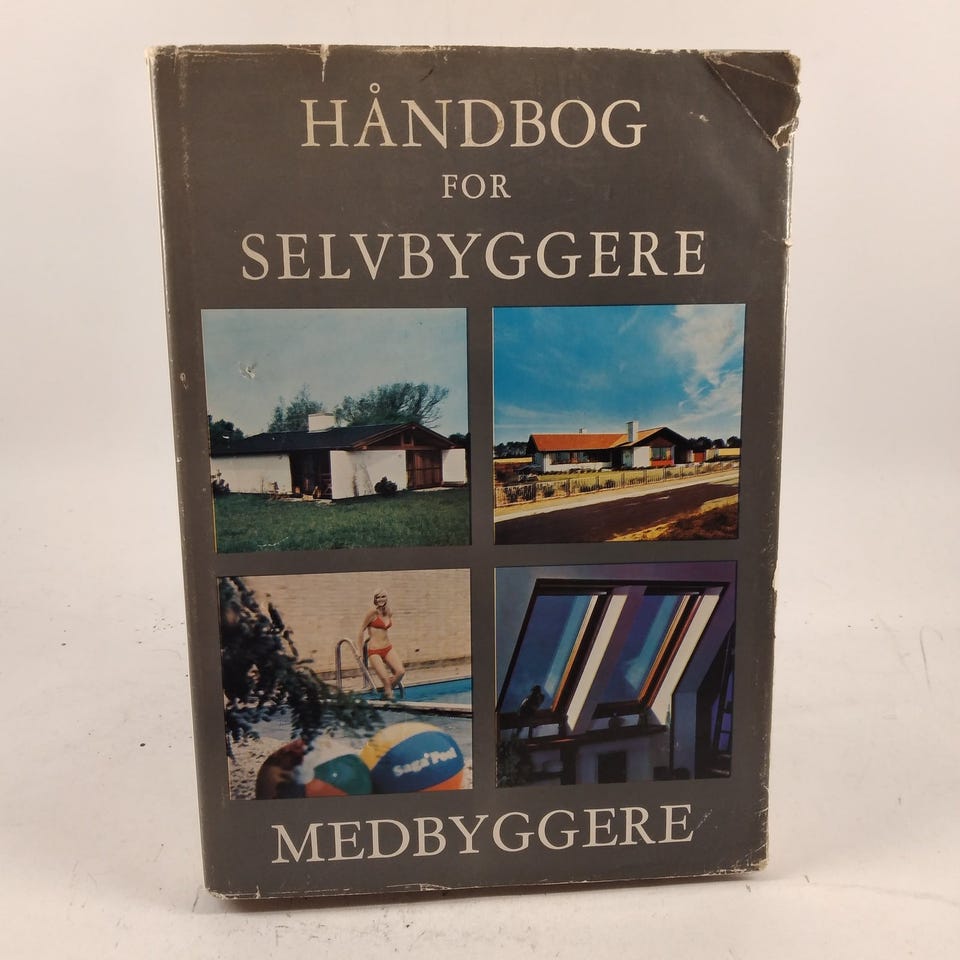 HÅNDBOG
FOR
SELVBYGGERE
Saga Pool
MEDBYGGERE